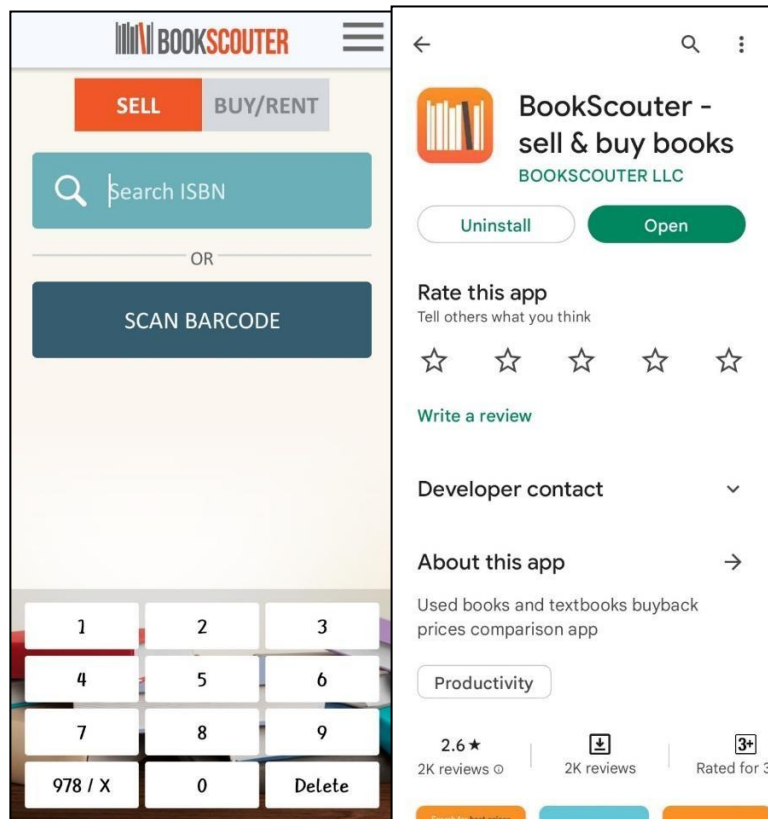 BOOKSCOUTER
SELL BUY/RENT
Search ISBN
OR
SCAN BARCODE
1 2 3
4 5 6
7 8 9
978 / X 0 Delete
BookScouter -
sell & buy books
BOOKSCOUTER LLC
Uninstall Open
Rate this app
Tell others what you think
Write a review
Developer contact
About this app
Used books and textbooks buyback
prices comparison app
Productivity
2.6★ 3+
2K reviews 2K reviews Rated for 3